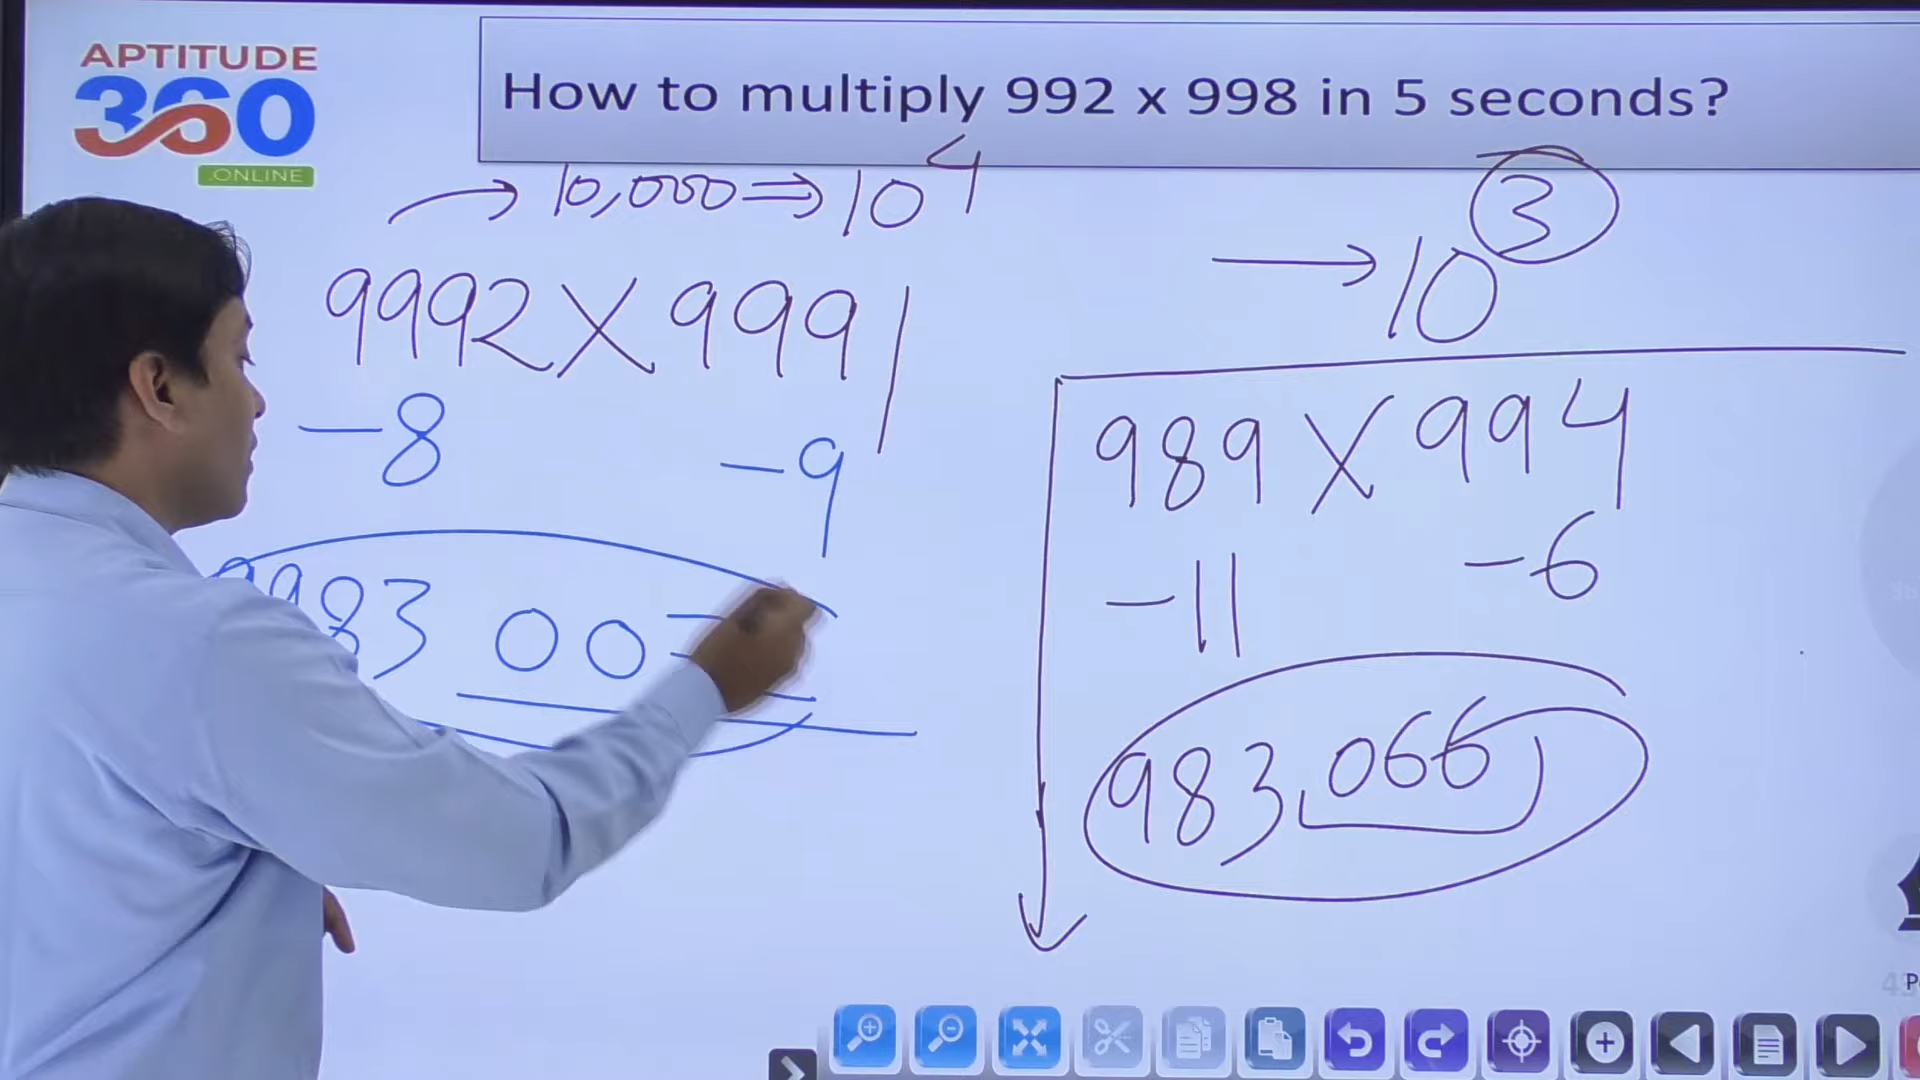 APTITUDE
360
.ONLINE
How to multiply 992 x 998 in 5 seconds?
→ 10,000 ⇒ 10⁴
9992 X 9991
-8 -9
9983 00
→ 10³
989 X 994
-11 -6
983,066